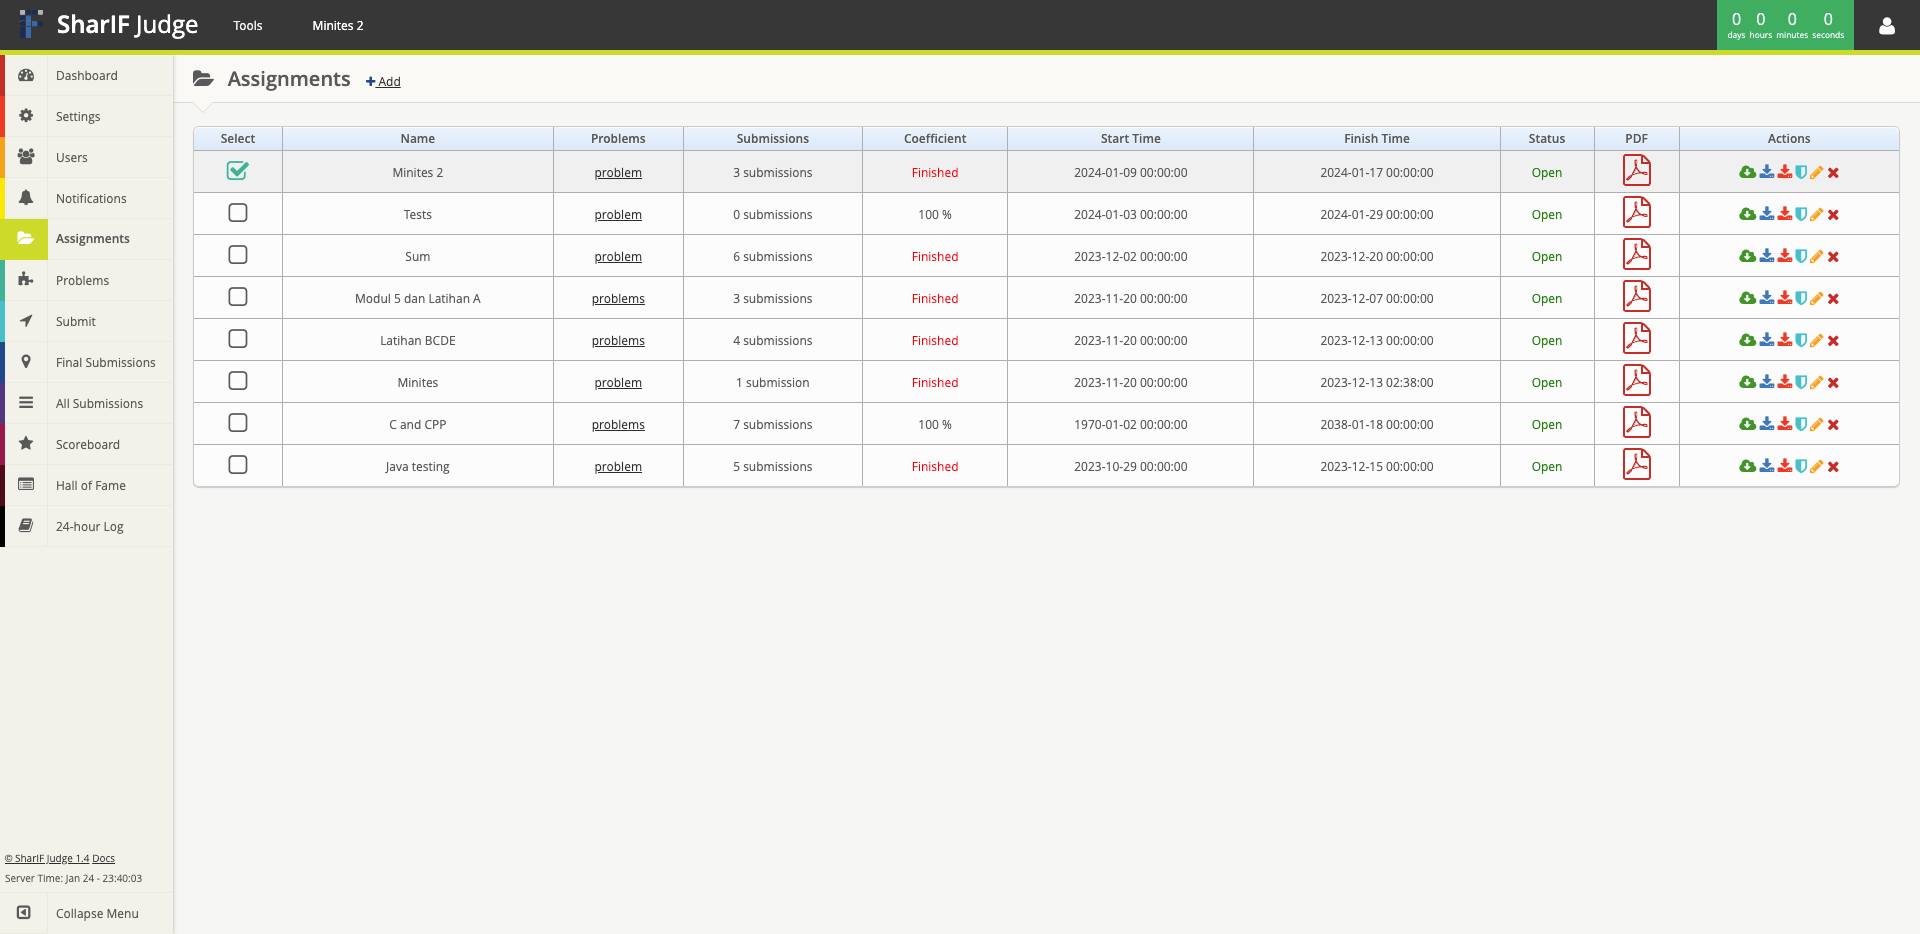 SharIF Judge Tools Minites 2 0 0 0 0
days hours minutes seconds
Dashboard
Settings
Users
Notifications
Assignments
Problems
Submit
Final Submissions
All Submissions
Scoreboard
Hall of Fame
24-hour Log
© SharIF Judge 1.4 Docs
Server Time: Jan 24 - 23:40:03
Collapse Menu
Assignments Add
Select Name Problems Submissions Coefficient Start Time Finish Time Status PDF Actions
Minites 2 problem 3 submissions Finished 2024-01-09 00:00:00 2024-01-17 00:00:00 Open
Tests problem 0 submissions 100 % 2024-01-03 00:00:00 2024-01-29 00:00:00 Open
Sum problem 6 submissions Finished 2023-12-02 00:00:00 2023-12-20 00:00:00 Open
Modul 5 dan Latihan A problems 3 submissions Finished 2023-11-20 00:00:00 2023-12-07 00:00:00 Open
Latihan BCDE problems 4 submissions Finished 2023-11-20 00:00:00 2023-12-13 00:00:00 Open
Minites problem 1 submission Finished 2023-11-20 00:00:00 2023-12-13 02:38:00 Open
C and CPP problems 7 submissions 100 % 1970-01-02 00:00:00 2038-01-18 00:00:00 Open
Java testing problem 5 submissions Finished 2023-10-29 00:00:00 2023-12-15 00:00:00 Open